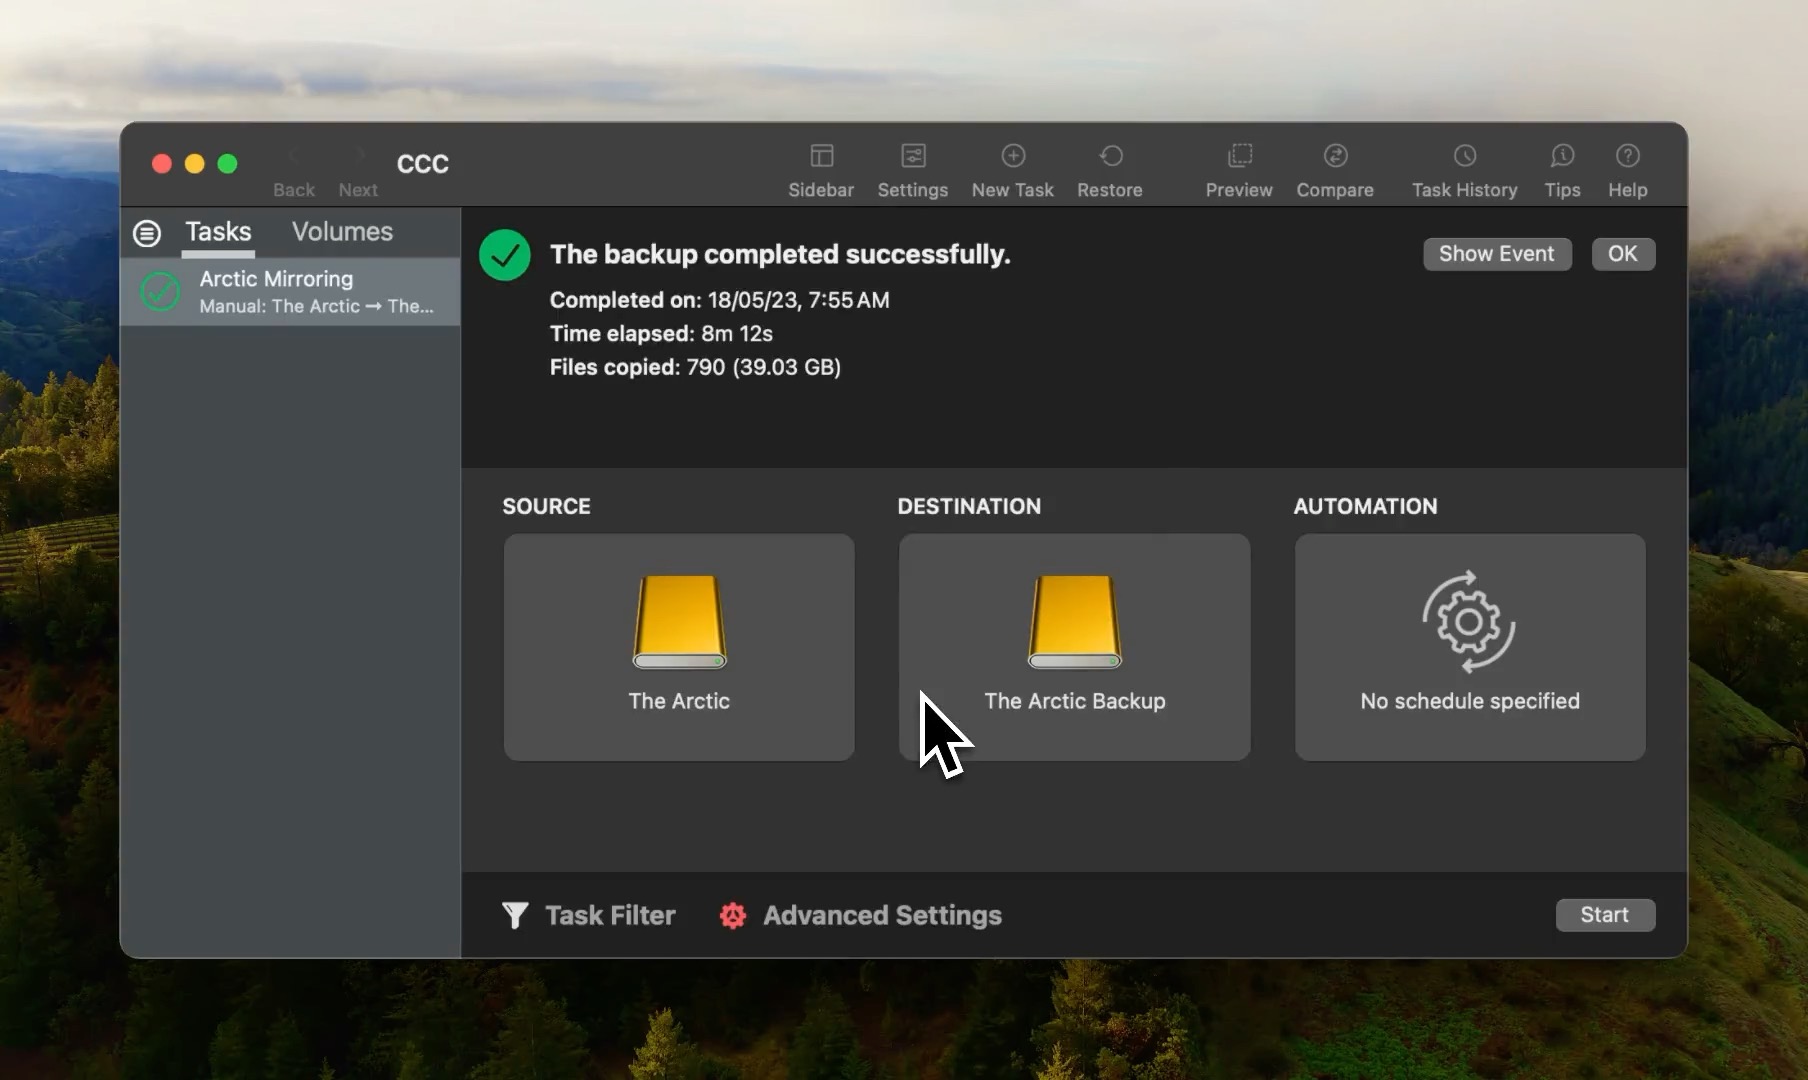 CCC
Back
Next
Sidebar
Settings
New Task
Restore
Preview
Compare
Task History
Tips
Help
Tasks
Volumes
Arctic Mirroring
Manual: The Arctic → The...
The backup completed successfully.
Show Event
OK
Completed on: 18/05/23, 7:55 AM
Time elapsed: 8m 12s
Files copied: 790 (39.03 GB)
SOURCE
DESTINATION
AUTOMATION
The Arctic
The Arctic Backup
No schedule specified
Task Filter
Advanced Settings
Start